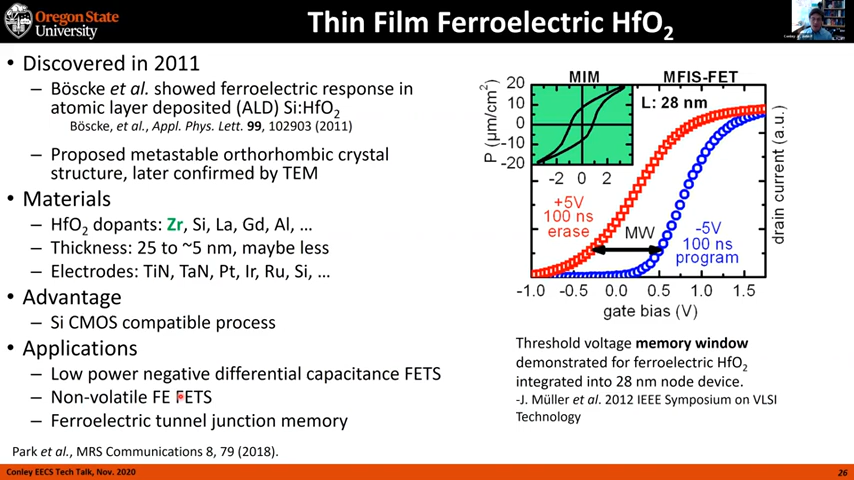 Oregon State
University
Thin Film Ferroelectric HfO₂
• Discovered in 2011
– Böscke et al. showed ferroelectric response in
atomic layer deposited (ALD) Si:HfO₂
Böscke, et al., Appl. Phys. Lett. 99, 102903 (2011)
– Proposed metastable orthorhombic crystal
structure, later confirmed by TEM
• Materials
– HfO₂ dopants: Zr, Si, La, Gd, Al, ...
– Thickness: 25 to ~5 nm, maybe less
– Electrodes: TiN, TaN, Pt, Ir, Ru, Si, ...
• Advantage
– Si CMOS compatible process
• Applications
– Low power negative differential capacitance FETS
– Non-volatile FE FETS
– Ferroelectric tunnel junction memory
Park et al., MRS Communications 8, 79 (2018).
MIM
MFIS-FET
P (µm/cm²)
20
10
0
-10
-20
-2 0 2
L: 28 nm
+5V
100 ns
erase
MW
-5V
100 ns
program
drain current (a.u.)
-1.0 -0.5 0.0 0.5 1.0 1.5
gate bias (V)
Threshold voltage memory window
demonstrated for ferroelectric HfO₂
integrated into 28 nm node device.
-J. Müller et al. 2012 IEEE Symposium on VLSI
Technology
Conley EECS Tech Talk, Nov. 2020
26